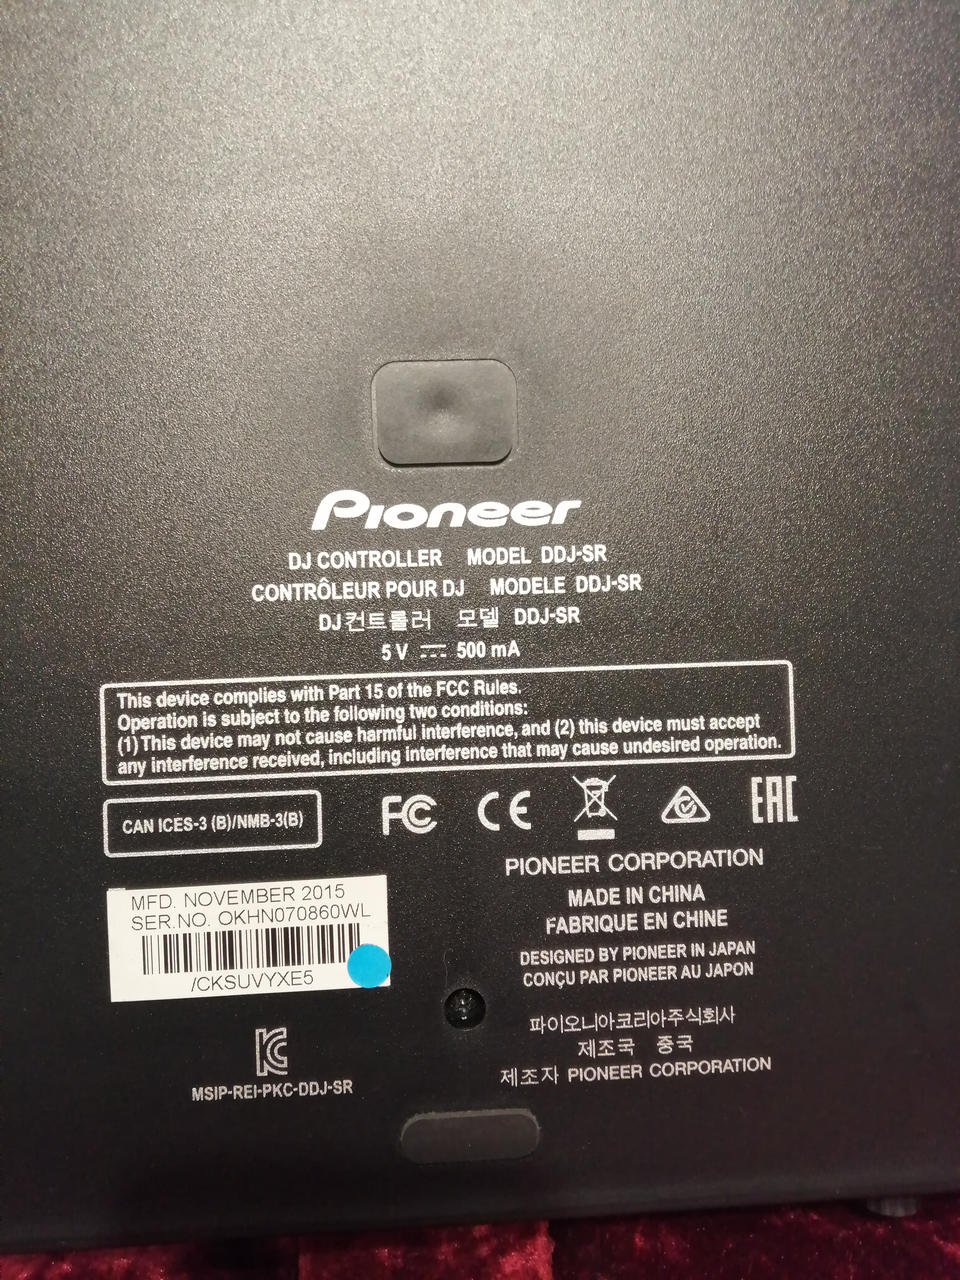 Pioneer
DJ CONTROLLER MODEL DDJ-SR
CONTRÔLEUR POUR DJ MODELE DDJ-SR
DJ컨트롤러 모델 DDJ-SR
5 V ⎓ 500 mA
This device complies with Part 15 of the FCC Rules.
Operation is subject to the following two conditions:
(1) This device may not cause harmful interference, and (2) this device must accept
any interference received, including interference that may cause undesired operation.
CAN ICES-3 (B)/NMB-3(B)
FC CE EAC
PIONEER CORPORATION
MADE IN CHINA
FABRIQUE EN CHINE
DESIGNED BY PIONEER IN JAPAN
CONÇU PAR PIONEER AU JAPON
MFD. NOVEMBER 2015
SER.NO. OKHN070860WL
/CKSUVYXE5
MSIP-REI-PKC-DDJ-SR
파이오니아코리아주식회사
제조국 중국
제조자 PIONEER CORPORATION